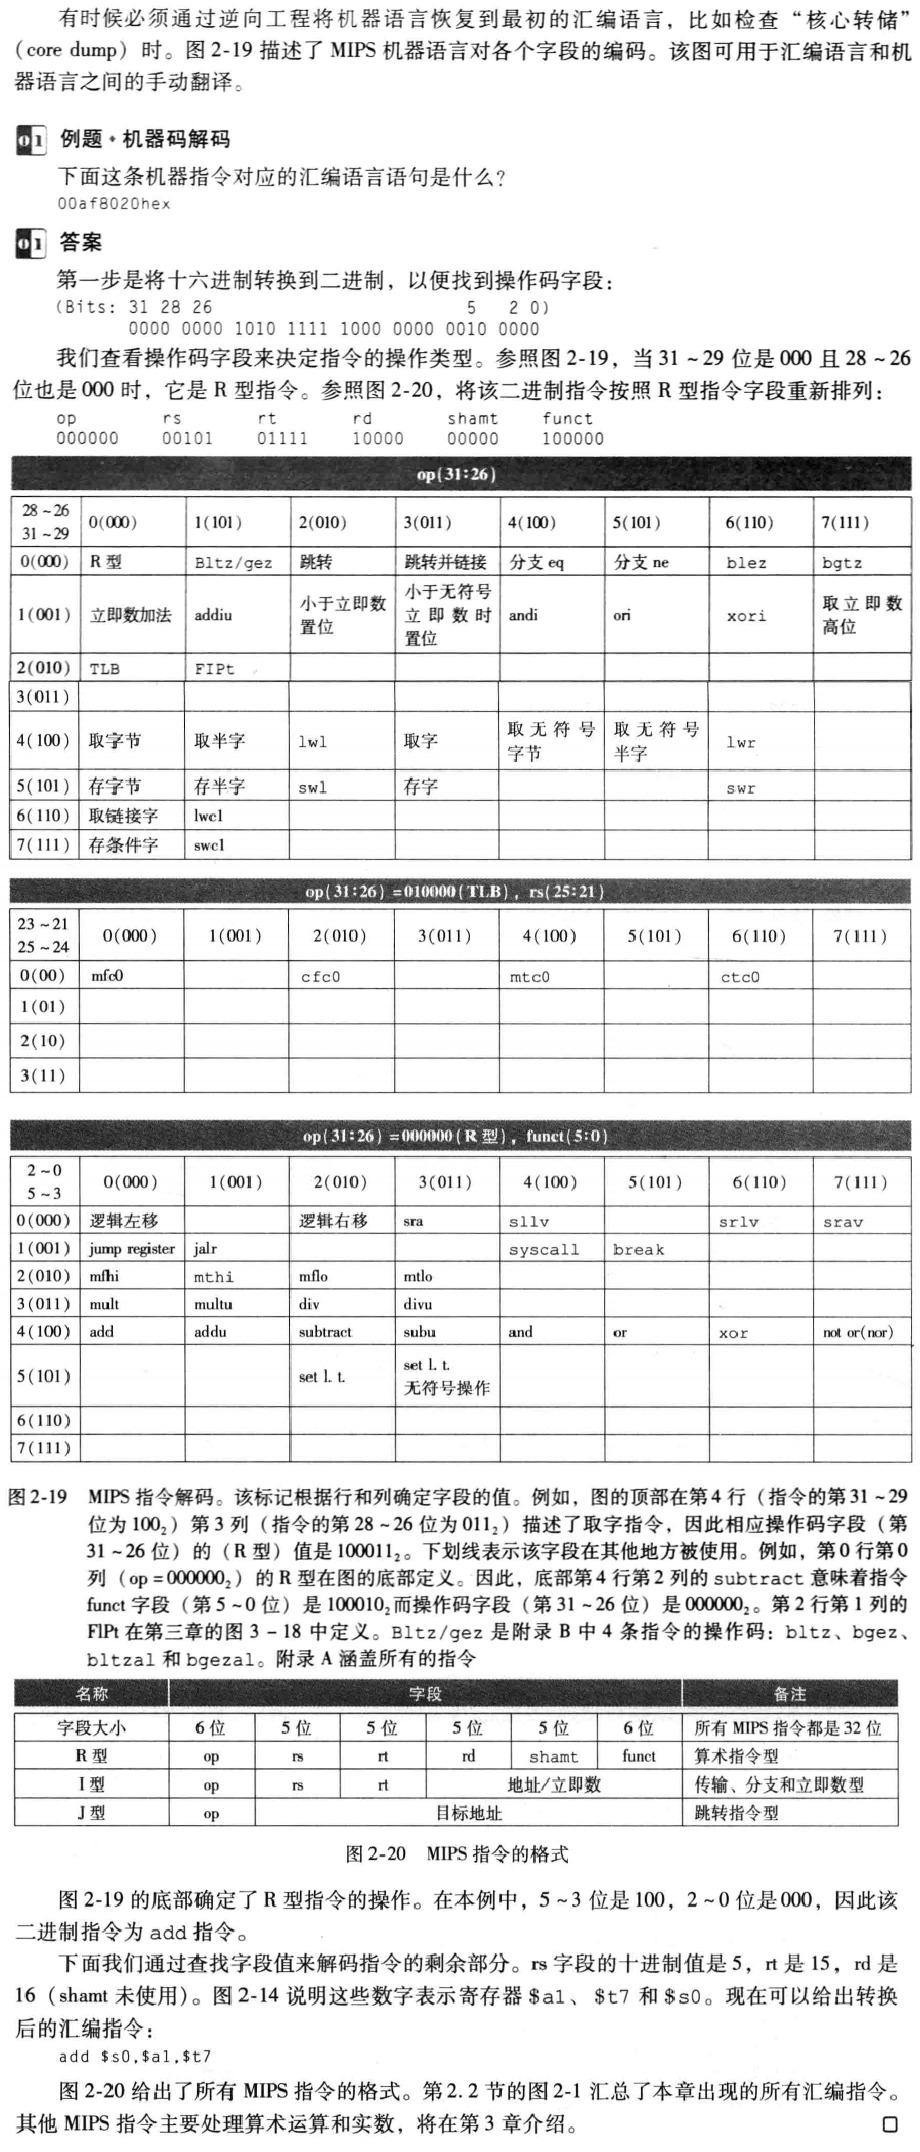 有时候必须通过逆向工程将机器语言恢复到最初的汇编语言，比如检查“核心转储”
（core dump）时。图 2-19 描述了 MIPS 机器语言对各个字段的编码。该图可用于汇编语言和机
器语言之间的手动翻译。
01 例题·机器码解码
下面这条机器指令对应的汇编语言语句是什么？
00af8020hex
01 答案
第一步是将十六进制转换到二进制，以便找到操作码字段：
(Bits: 31 28 26 5 2 0)
0000 0000 1010 1111 1000 0000 0010 0000
我们查看操作码字段来决定指令的操作类型。参照图 2-19，当 31～29 位是 000 且 28～26
位也是 000 时，它是 R 型指令。参照图 2-20，将该二进制指令按照 R 型指令字段重新排列：
op rs rt rd shamt funct
000000 00101 01111 10000 00000 100000
op(31:26)
28～26
31～29
0(000) 1(101) 2(010) 3(011) 4(100) 5(101) 6(110) 7(111)
0(000) R 型 Bltz/gez 跳转 跳转并链接 分支 eq 分支 ne blez bgtz
1(001) 立即数加法 addiu 小于立即数置位 小于无符号立即数时置位 andi ori xori 取立即数高位
2(010) TLB FIPt
3(011)
4(100) 取字节 取半字 lwl 取字 取无符号字节 取无符号半字 lwr
5(101) 存字节 存半字 swl 存字 swr
6(110) 取链接字 lwc1
7(111) 存条件字 swc1
op(31:26)=010000(TLB), rs(25:21)
23～21
25～24
0(000) 1(001) 2(010) 3(011) 4(100) 5(101) 6(110) 7(111)
0(00) mfc0 cfc0 mtc0 ctc0
1(01)
2(10)
3(11)
op(31:26)=000000(R 型), funct(5:0)
2～0
5～3
0(000) 1(001) 2(010) 3(011) 4(100) 5(101) 6(110) 7(111)
0(000) 逻辑左移 逻辑右移 sra sllv srlv srav
1(001) jump register jalr syscall break
2(010) mfhi mthi mflo mtlo
3(011) mult multu div divu
4(100) add addu subtract subu and or xor not or(nor)
5(101) set l. t. set l. t. 无符号操作
6(110)
7(111)
图 2-19 MIPS 指令解码。该标记根据行和列确定字段的值。例如，图的顶部在第 4 行（指令的第 31～29
位为 100₂）第 3 列（指令的第 28～26 位为 011₂）描述了取字指令，因此相应操作码字段（第
31～26 位）的（R 型）值是 100011₂。下划线表示该字段在其他地方被使用。例如，第 0 行第 0
列（op=000000₂）的 R 型在图的底部定义。因此，底部第 4 行第 2 列的 subtract 意味着指令
funct 字段（第 5～0 位）是 100010₂而操作码字段（第 31～26 位）是 000000₂。第 2 行第 1 列的
FlPt 在第三章的图 3-18 中定义。Bltz/gez 是附录 B 中 4 条指令的操作码：bltz、bgez、
bltzal 和 bgezal。附录 A 涵盖所有的指令
名称 字段 备注
字段大小 6 位 5 位 5 位 5 位 5 位 6 位 所有 MIPS 指令都是 32 位
R 型 op rs rt rd shamt funct 算术指令型
I 型 op rs rt 地址/立即数 传输、分支和立即数型
J 型 op 目标地址 跳转指令型
图 2-20 MIPS 指令的格式
图 2-19 的底部确定了 R 型指令的操作。在本例中，5～3 位是 100，2～0 位是 000，因此该
二进制指令为 add 指令。
下面我们通过查找字段值来解码指令的剩余部分。rs 字段的十进制值是 5，rt 是 15，rd 是
16（shamt 未使用）。图 2-14 说明这些数字表示寄存器 $a1、$t7 和 $s0。现在可以给出转换
后的汇编指令：
add $s0,$a1,$t7
图 2-20 给出了所有 MIPS 指令的格式。第 2.2 节的图 2-1 汇总了本章出现的所有汇编指令。
其他 MIPS 指令主要处理算术运算和实数，将在第 3 章介绍。